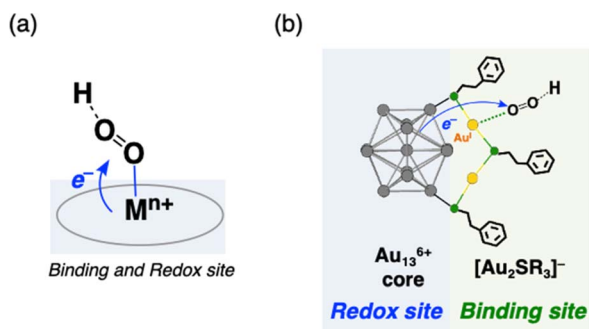 (a)
H
O
O
e⁻
Mⁿ⁺
Binding and Redox site
(b)
H
O
O
e⁻
Auᴵ
Au₁₃⁶⁺
core
[Au₂SR₃]⁻
Redox site
Binding site